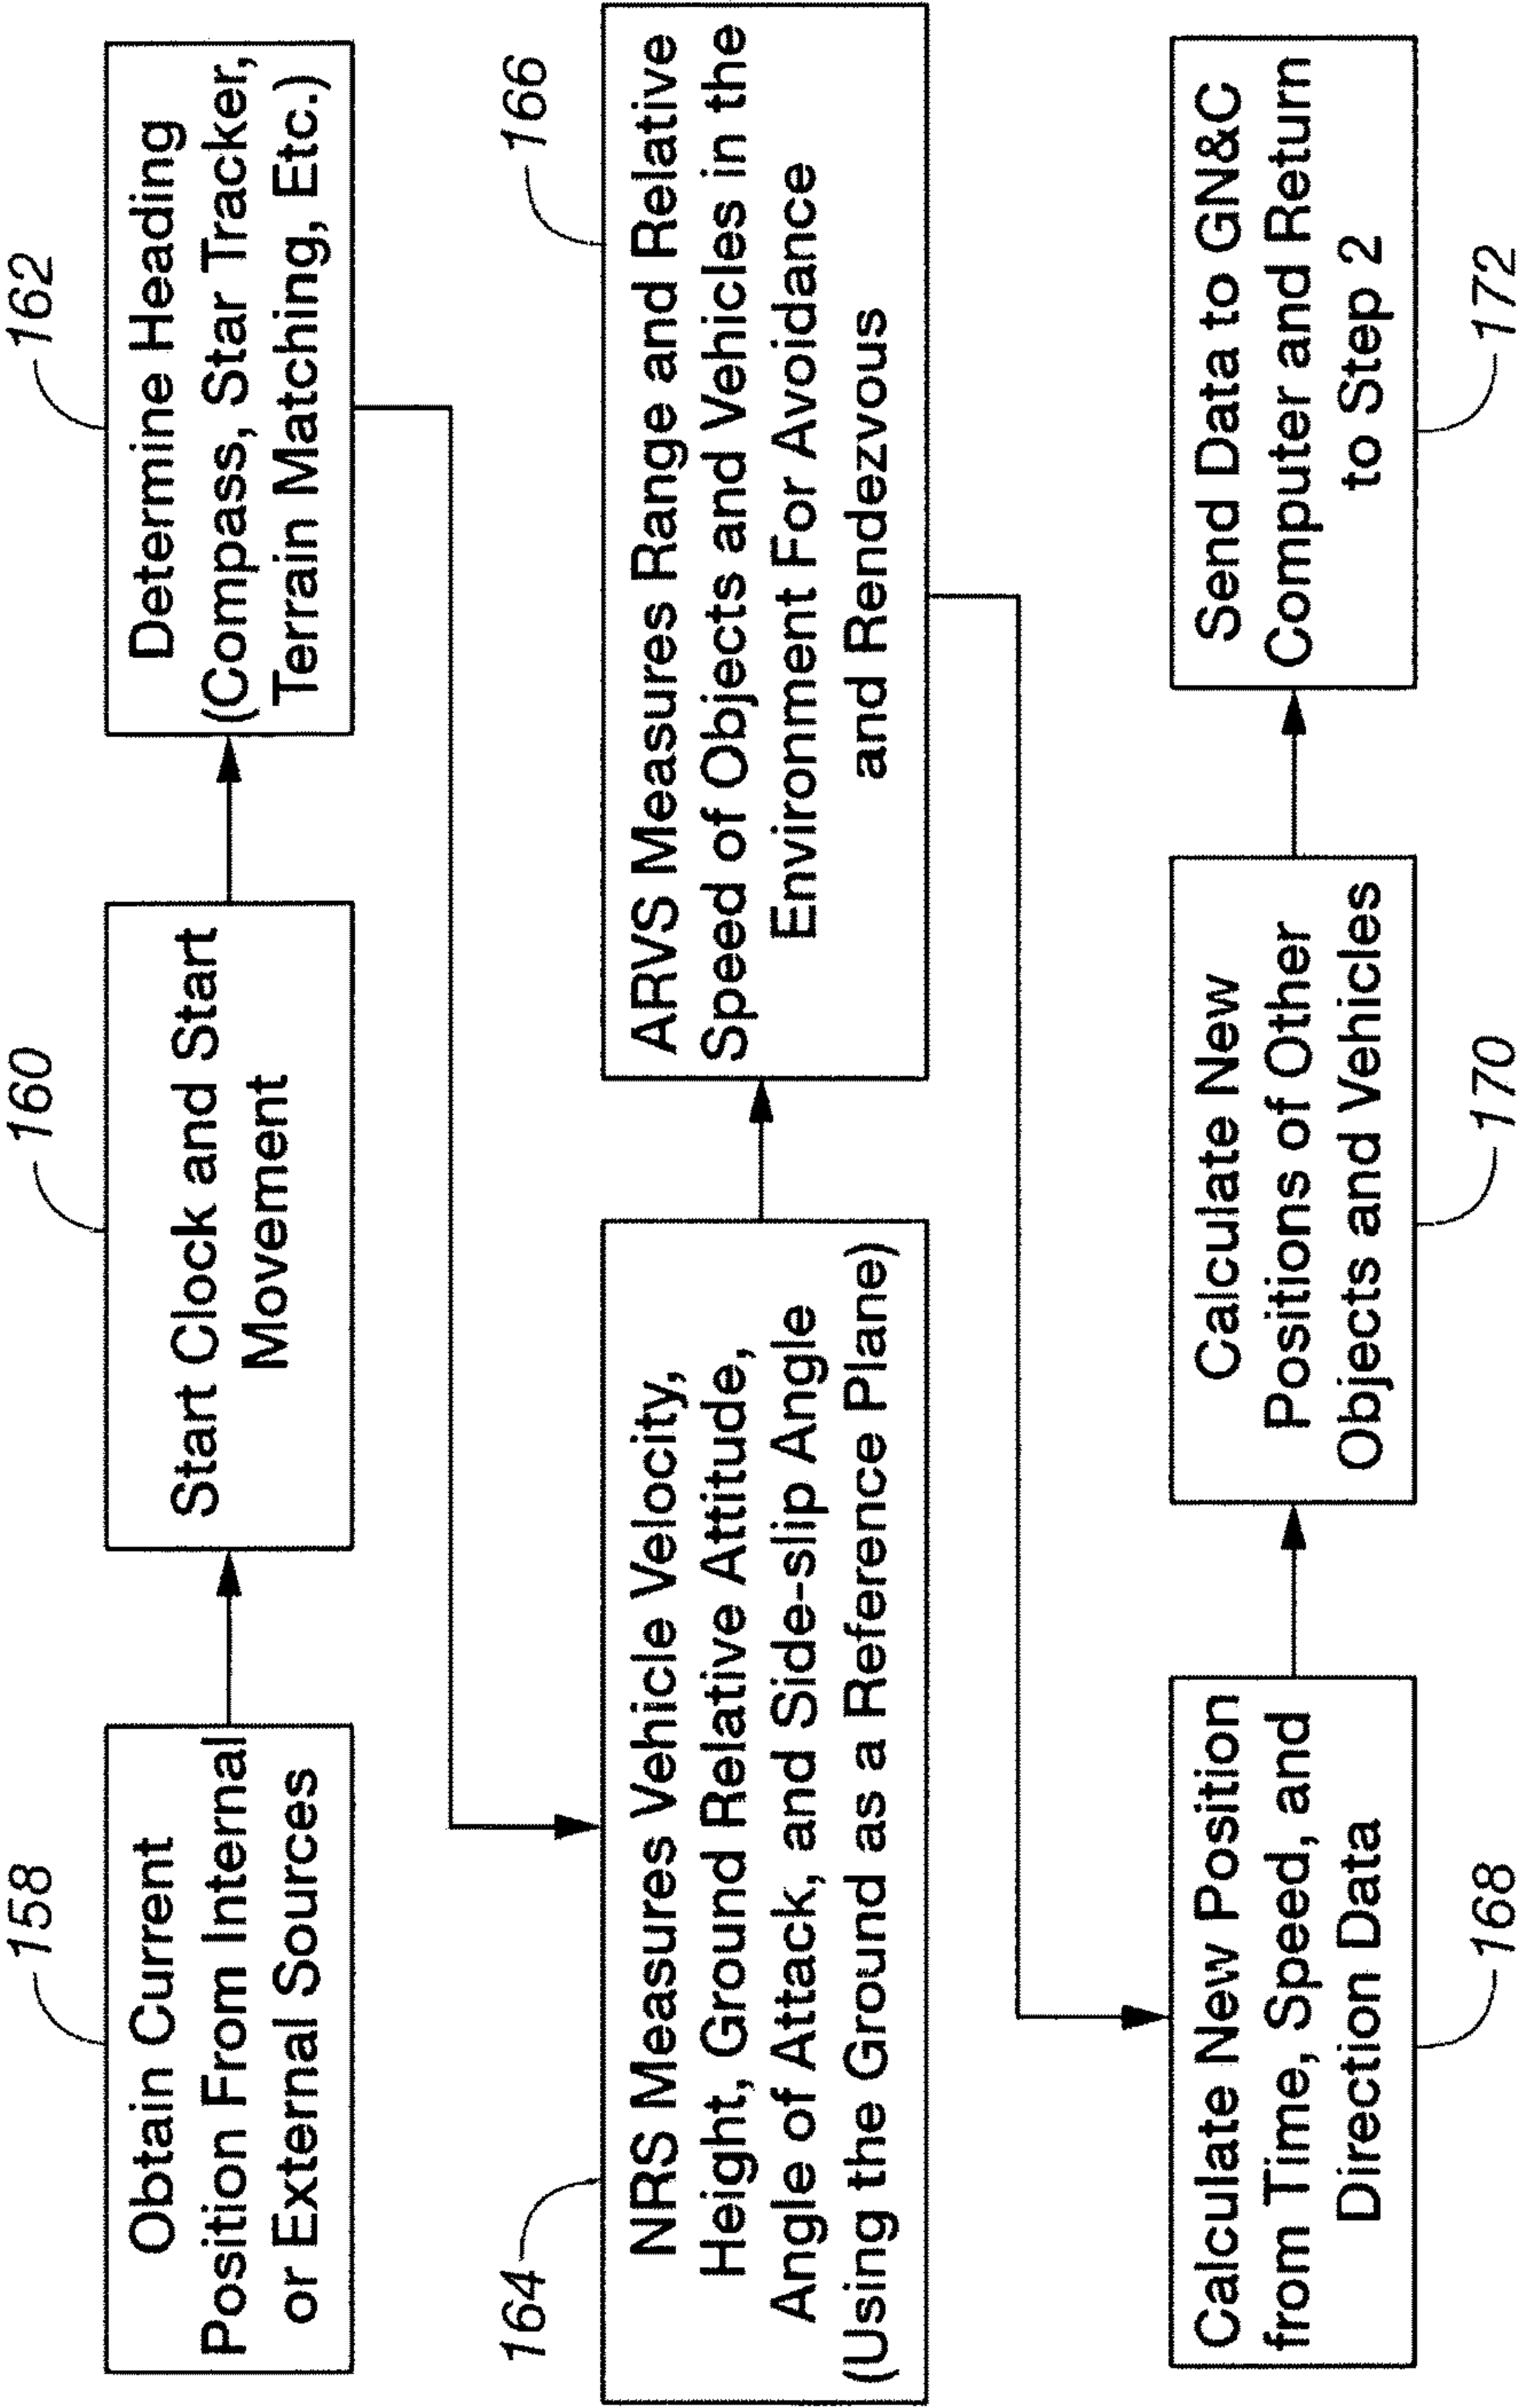 158
Obtain Current
Position From Internal
or External Sources
160
Start Clock and Start
Movement
162
Determine Heading
(Compass, Star Tracker,
Terrain Matching, Etc.)
164
NRS Measures Vehicle Velocity,
Height, Ground Relative Attitude,
Angle of Attack, and Side-slip Angle
(Using the Ground as a Reference Plane)
166
ARVS Measures Range and Relative
Speed of Objects and Vehicles in the
Environment For Avoidance
and Rendezvous
Calculate New Position
from Time, Speed, and
Direction Data
168
Calculate New
Positions of Other
Objects and Vehicles
170
Send Data to GN&C
Computer and Return
to Step 2
172